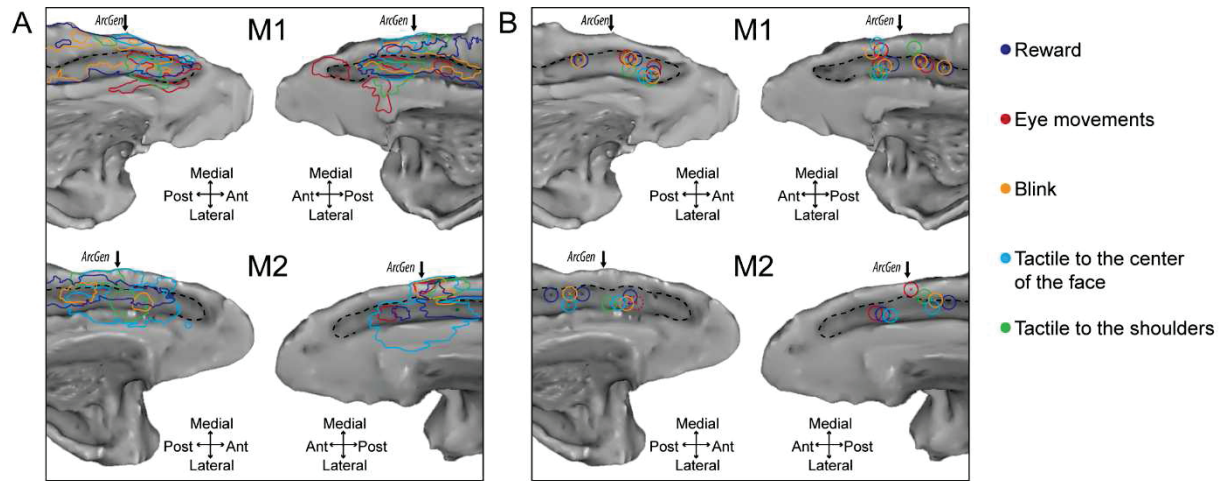 A
ArcGen
M1
ArcGen
Medial
Post Ant
Lateral
Medial
Ant Post
Lateral
ArcGen
M2
ArcGen
Medial
Post Ant
Lateral
Medial
Ant Post
Lateral
B
ArcGen
M1
ArcGen
Medial
Post Ant
Lateral
Medial
Ant Post
Lateral
ArcGen
M2
ArcGen
Medial
Post Ant
Lateral
Medial
Ant Post
Lateral
Reward
Eye movements
Blink
Tactile to the center
of the face
Tactile to the shoulders